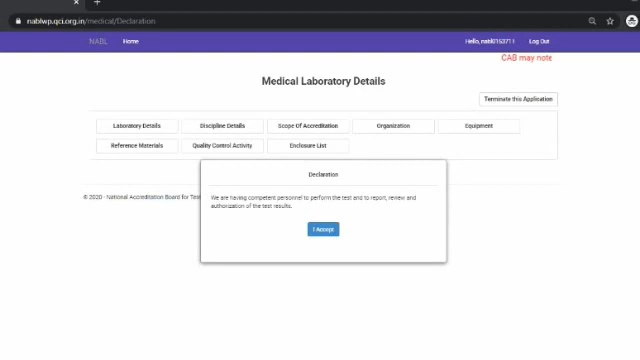 nablwp.qci.org.in/medical/Declaration
NABL Home Log Out
CAB may note
Medical Laboratory Details
Terminate this Application
Laboratory Details Discipline Details Scope Of Accreditation Organization Equipment
Reference Materials Quality Control Activity Enclosure List
Declaration
We are having competent personnel to perform the test and to report, review and
authorization of the test results.
© 2020 - National Accreditation Board for
I Accept